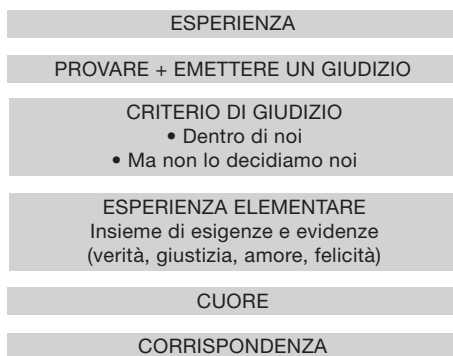 ESPERIENZA
PROVARE + EMETTERE UN GIUDIZIO
CRITERIO DI GIUDIZIO
• Dentro di noi
• Ma non lo decidiamo noi
ESPERIENZA ELEMENTARE
Insieme di esigenze e evidenze
(verità, giustizia, amore, felicità)
CUORE
CORRISPONDENZA